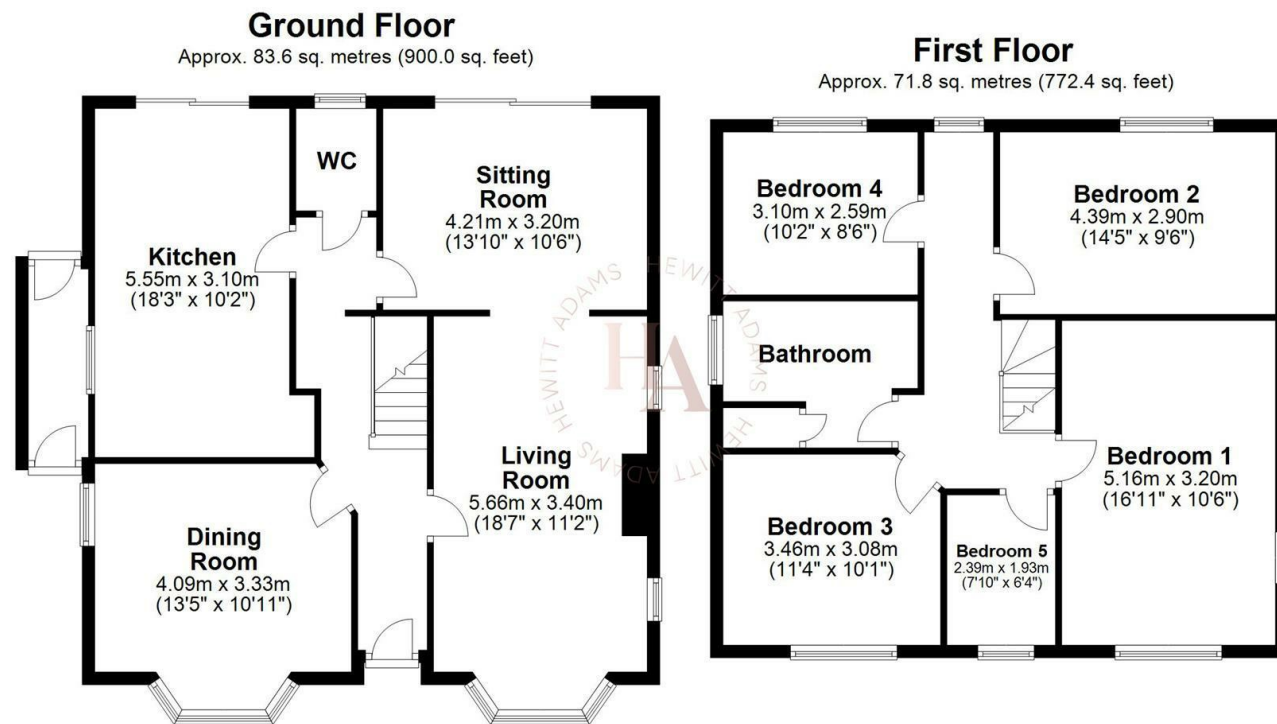 Ground Floor
Approx. 83.6 sq. metres (900.0 sq. feet)
WC
Sitting
Room
4.21m x 3.20m
(13'10" x 10'6")
Kitchen
5.55m x 3.10m
(18'3" x 10'2")
Living
Room
5.66m x 3.40m
(18'7" x 11'2")
Dining
Room
4.09m x 3.33m
(13'5" x 10'11")
First Floor
Approx. 71.8 sq. metres (772.4 sq. feet)
Bedroom 4
3.10m x 2.59m
(10'2" x 8'6")
Bedroom 2
4.39m x 2.90m
(14'5" x 9'6")
Bathroom
Bedroom 1
5.16m x 3.20m
(16'11" x 10'6")
Bedroom 3
3.46m x 3.08m
(11'4" x 10'1")
Bedroom 5
2.39m x 1.93m
(7'10" x 6'4")
HEWITT ADAMS HEWITT ADAMS HEWITT ADAMS
HA